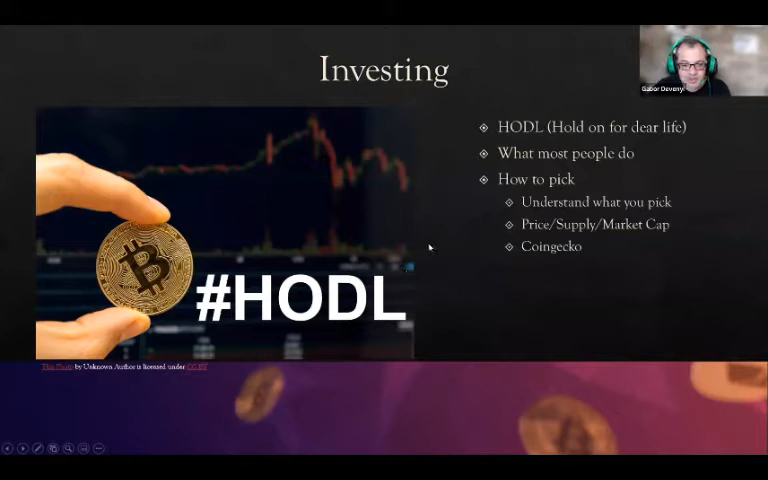 Investing
Gabor Devenyi
HODL (Hold on for dear life)
What most people do
How to pick
Understand what you pick
Price/Supply/Market Cap
Coingecko
#HODL
This Photo by Unknown Author is licensed under CC BY